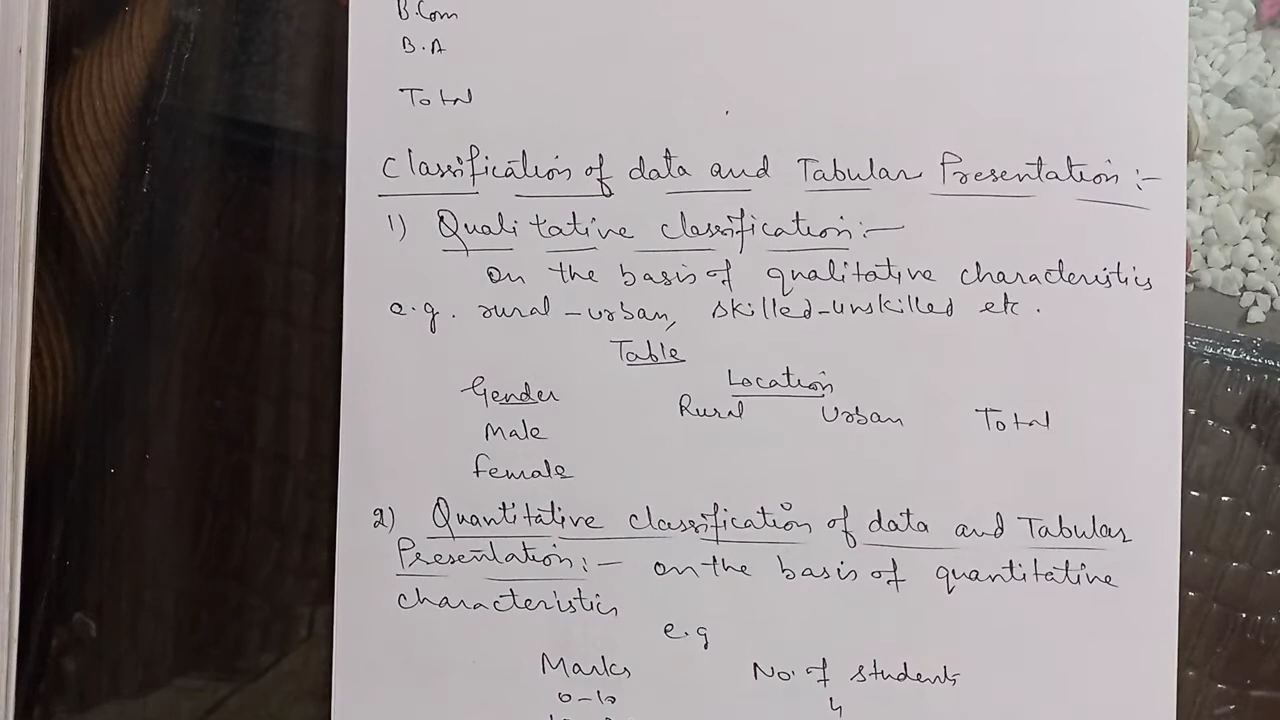 B.Com
B.A
Total
Classification of data and Tabular Presentation :-
1) Qualitative classification :-
on the basis of qualitative characteristics
e.g. rural-urban, skilled-unskilled etc.
Table
Gender Location
Rural Urban Total
Male
Female
2) Quantitative classification of data and Tabular
Presentation :- on the basis of quantitative
characteristics
e.g
Marks No. of students
0-10 4